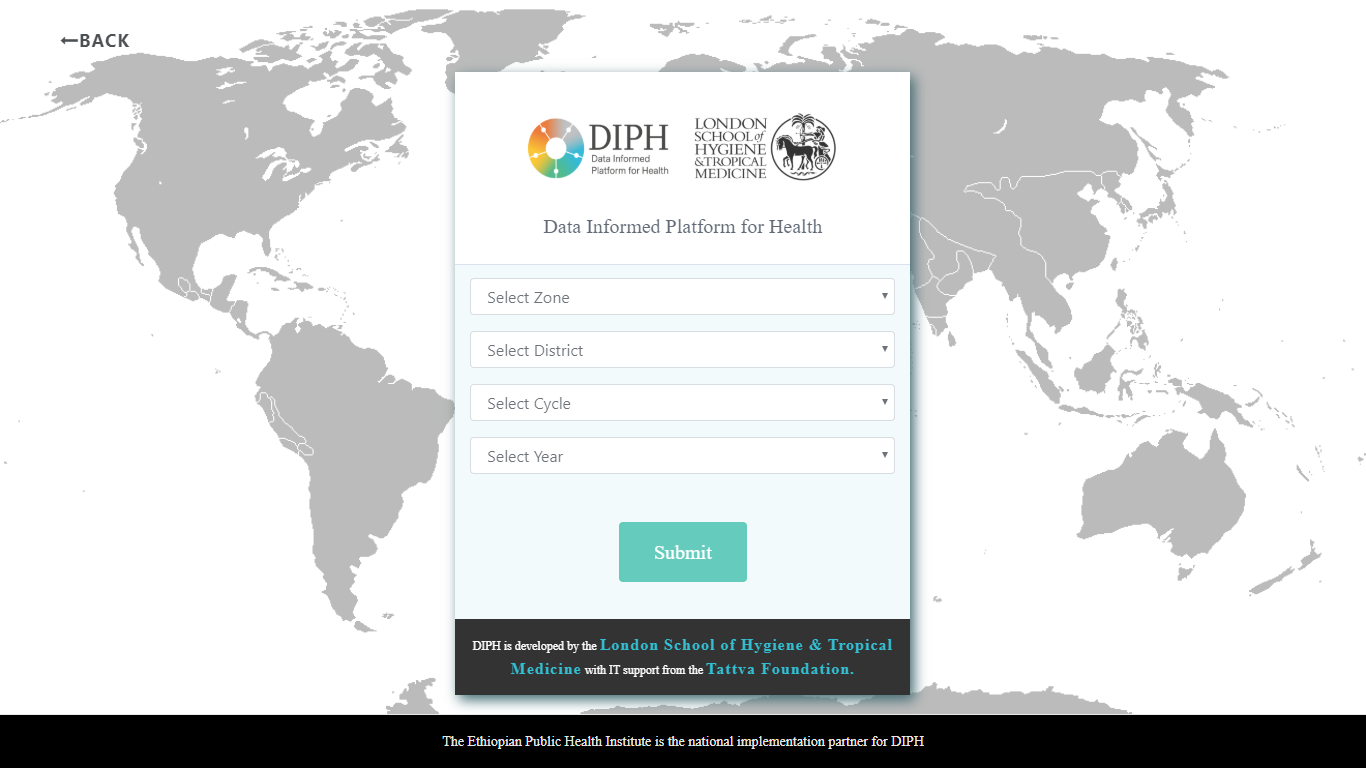 BACK
DIPH
Data Informed
Platform for Health
LONDON
SCHOOL of
HYGIENE
& TROPICAL
MEDICINE
Data Informed Platform for Health
Select Zone
Select District
Select Cycle
Select Year
Submit
DIPH is developed by the London School of Hygiene & Tropical
Medicine with IT support from the Tattva Foundation.
The Ethiopian Public Health Institute is the national implementation partner for DIPH